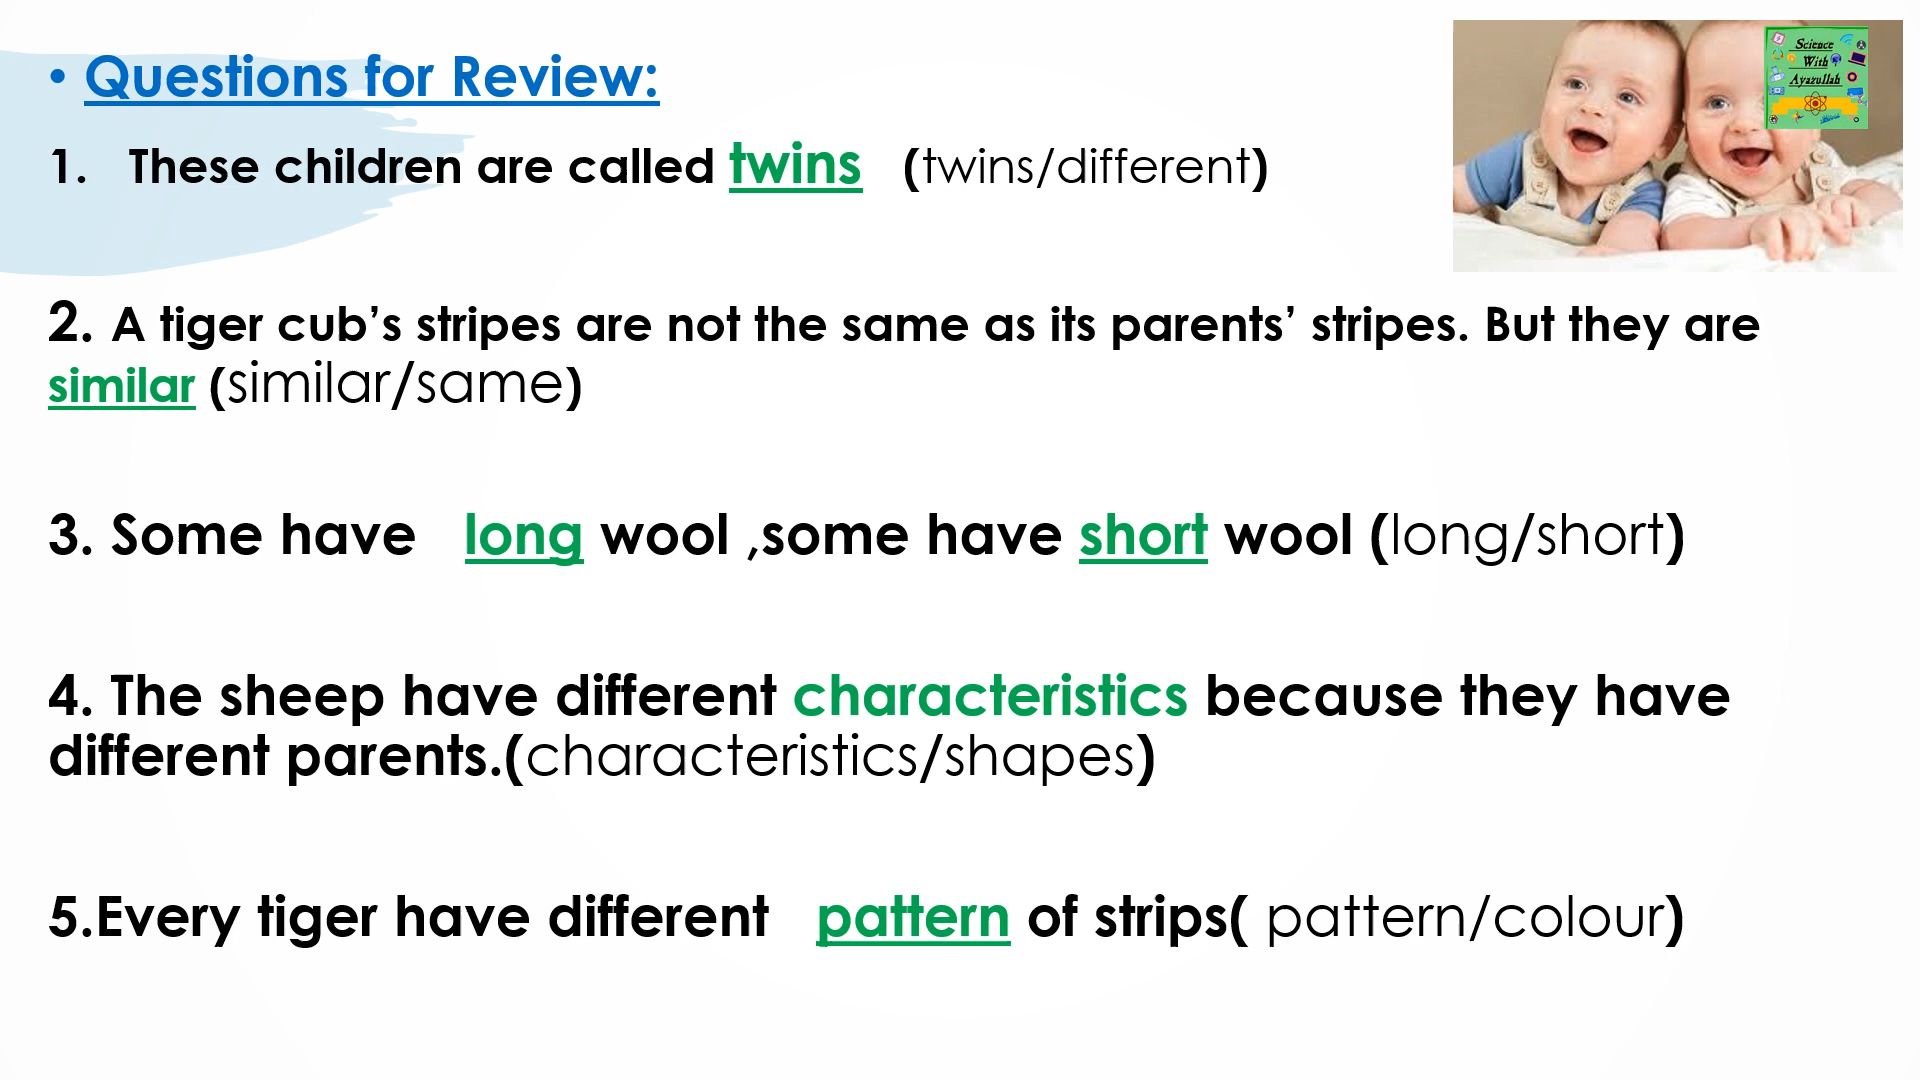 • Questions for Review:
Science
With
Ayazullah
1. These children are called twins (twins/different)
2. A tiger cub’s stripes are not the same as its parents’ stripes. But they are
similar (similar/same)
3. Some have long wool ,some have short wool (long/short)
4. The sheep have different characteristics because they have
different parents.(characteristics/shapes)
5.Every tiger have different pattern of strips( pattern/colour)